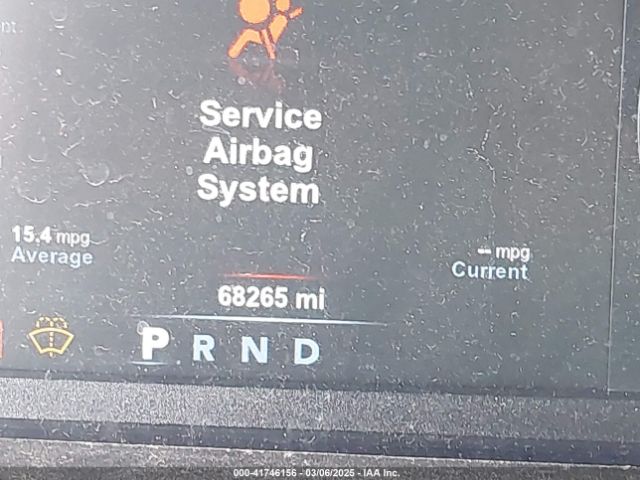 Service
Airbag
System
15.4 mpg
Average
-- mpg
Current
68265 mi
P R N D
000-41746156 - 03/06/2025 - IAA Inc.